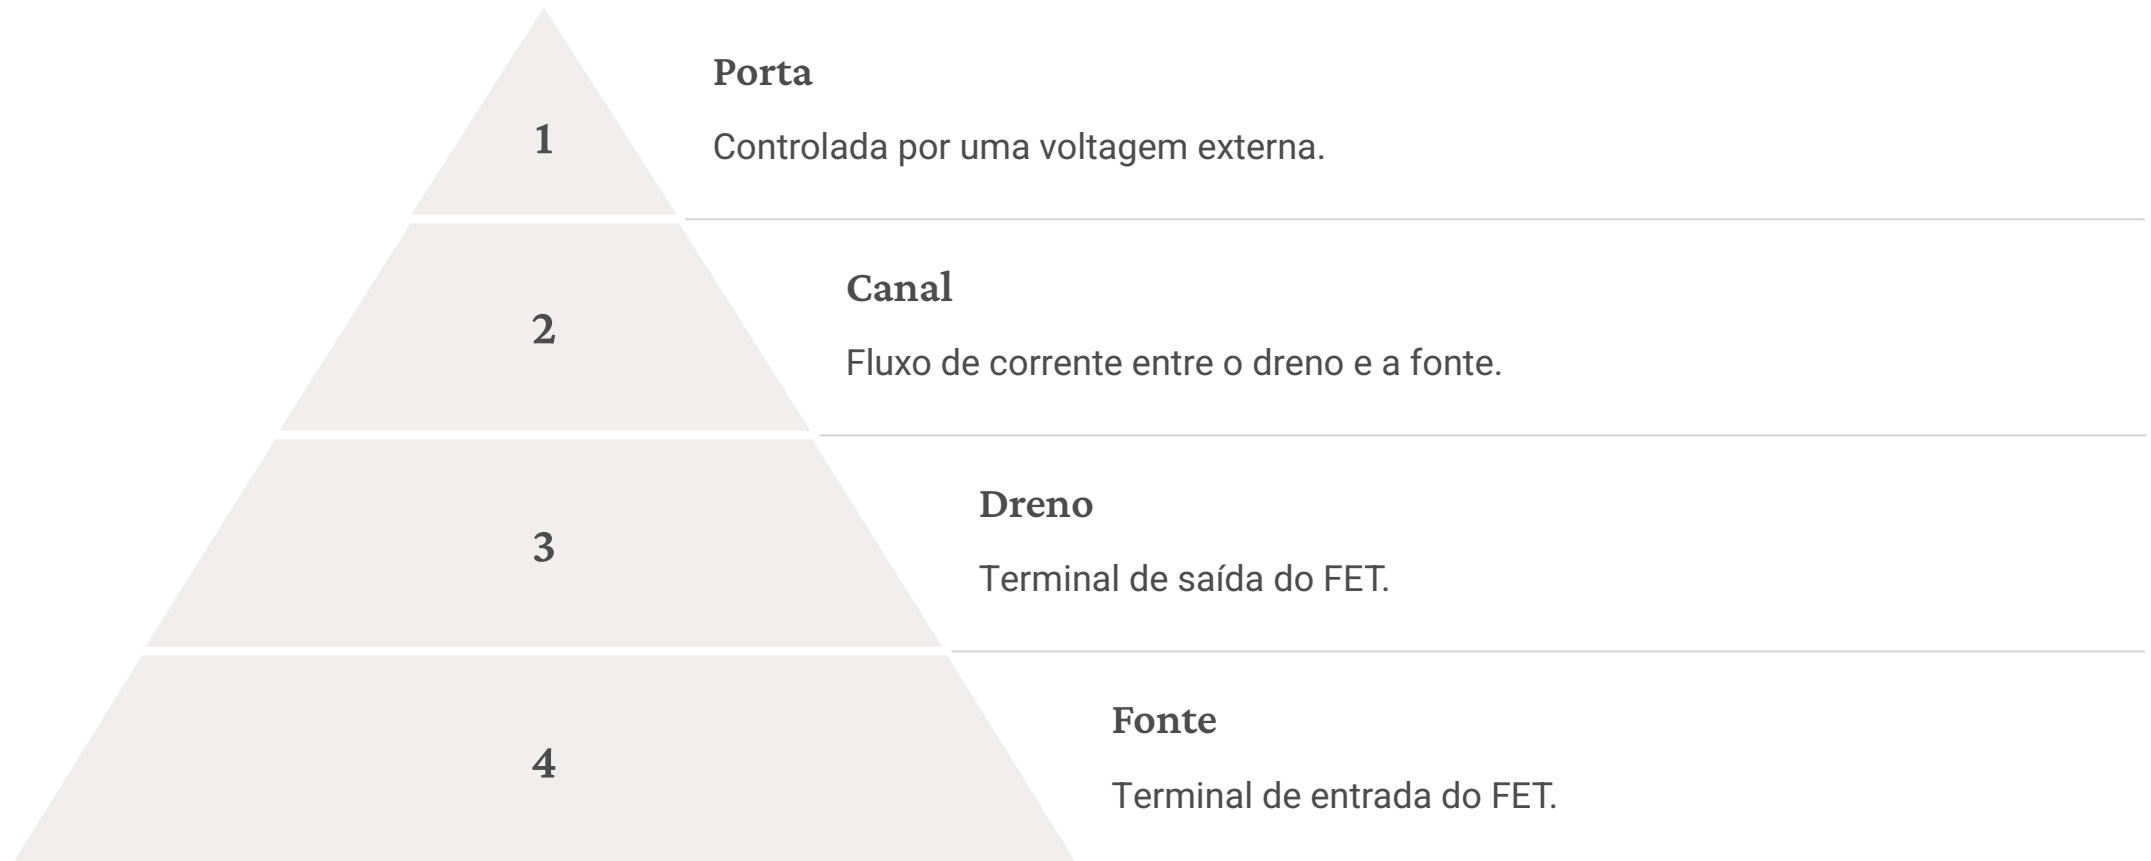 1
Porta
Controlada por uma voltagem externa.
2
Canal
Fluxo de corrente entre o dreno e a fonte.
3
Dreno
Terminal de saída do FET.
4
Fonte
Terminal de entrada do FET.